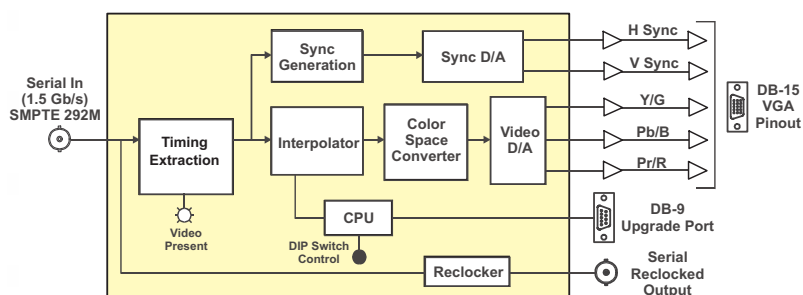 Serial In
(1.5 Gb/s)
SMPTE 292M
Timing
Extraction
Video
Present
Sync
Generation
Sync D/A
Interpolator
Color
Space
Converter
Video
D/A
CPU
DIP Switch
Control
Reclocker
H Sync
V Sync
Y/G
Pb/B
Pr/R
DB-15
VGA
Pinout
DB-9
Upgrade Port
Serial
Reclocked
Output